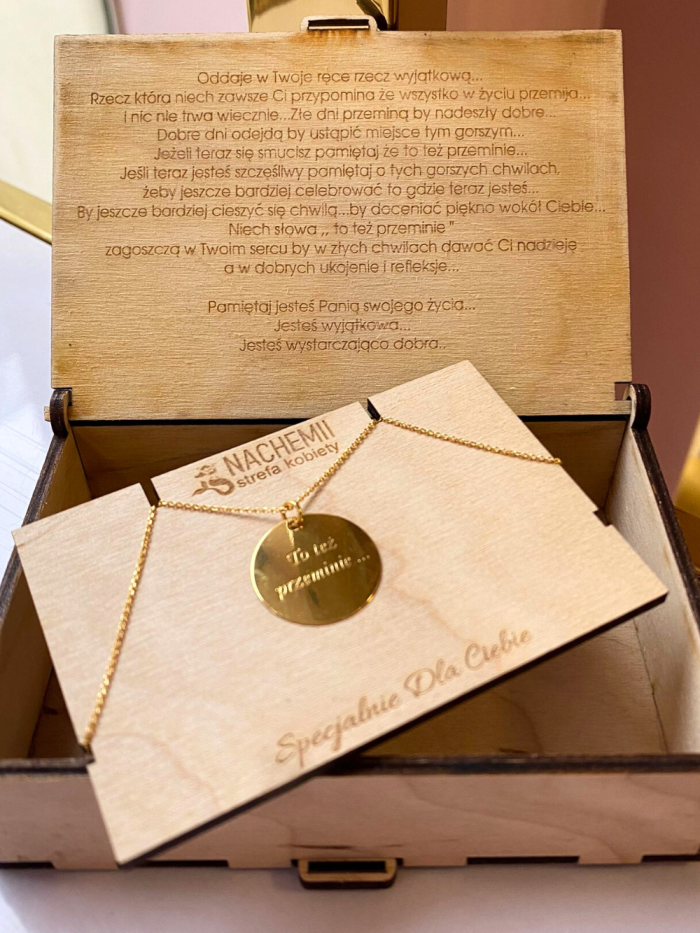 Oddaje w Twoje ręce rzecz wyjątkową...
Rzecz która niech zawsze Ci przypomina że wszystko w życiu przemija...
I nic nie trwa wiecznie...Złe dni przeminą by nadeszły dobre...
Dobre dni odejdą by ustąpić miejsce tym gorszym...
Jeżeli teraz się smucisz pamiętaj że to też przeminie...
Jeśli teraz jesteś szczęśliwy pamiętaj o tych gorszych chwilach,
żeby jeszcze bardziej celebrować to gdzie teraz jesteś...
By jeszcze bardziej cieszyć się chwilą...by doceniać piękno wokół Ciebie...
Niech słowa ,, to też przeminie "
zagoszczą w Twoim sercu by w złych chwilach dawać Ci nadzieję
a w dobrych ukojenie i refleksje...
Pamiętaj jesteś Panią swojego życia...
Jesteś wyjątkowa...
Jesteś wystarczająco dobra..
NACHEMII
strefa kobiety
To też
przeminie...
Specjalnie Dla Ciebie